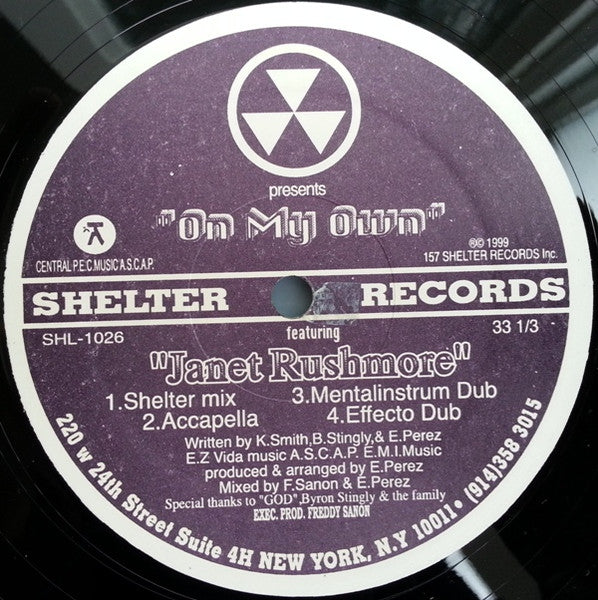 presents
"On My Own"
CENTRAL P.E.C.MUSIC A.S.C.A.P.
℗© 1999
157 SHELTER RECORDS Inc.
SHELTER RECORDS
SHL-1026
featuring
33 1/3
"Janet Rushmore"
1.Shelter mix
3.Mentalinstrum Dub
2.Accapella
4.Effecto Dub
Written by K.Smith,B.Stingly,& E.Perez
E.Z Vida music A.S.C.A.P. E.M.I.Music
produced & arranged by E.Perez
Mixed by F.Sanon & E.Perez
Special thanks to "GOD",Byron Stingly & the family
EXEC. PROD. FREDDY SANON
220 w 24th Street Suite 4H NEW YORK, N.Y 10011• (914)358 3015